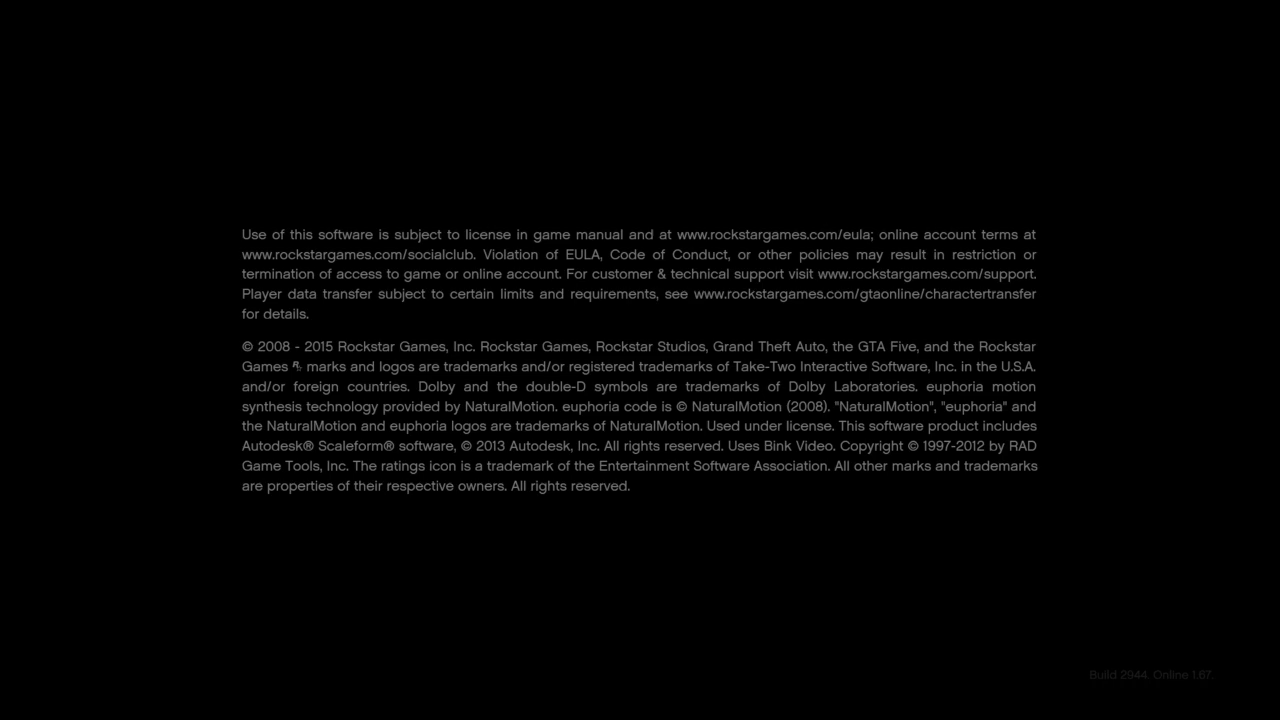 Use of this software is subject to license in game manual and at www.rockstargames.com/eula; online account terms at
www.rockstargames.com/socialclub. Violation of EULA, Code of Conduct, or other policies may result in restriction or
termination of access to game or online account. For customer & technical support visit www.rockstargames.com/support.
Player data transfer subject to certain limits and requirements, see www.rockstargames.com/gtaonline/charactertransfer
for details.
© 2008 - 2015 Rockstar Games, Inc. Rockstar Games, Rockstar Studios, Grand Theft Auto, the GTA Five, and the Rockstar
Games R* marks and logos are trademarks and/or registered trademarks of Take-Two Interactive Software, Inc. in the U.S.A.
and/or foreign countries. Dolby and the double-D symbols are trademarks of Dolby Laboratories. euphoria motion
synthesis technology provided by NaturalMotion. euphoria code is © NaturalMotion (2008). "NaturalMotion", "euphoria" and
the NaturalMotion and euphoria logos are trademarks of NaturalMotion. Used under license. This software product includes
Autodesk® Scaleform® software, © 2013 Autodesk, Inc. All rights reserved. Uses Bink Video. Copyright © 1997-2012 by RAD
Game Tools, Inc. The ratings icon is a trademark of the Entertainment Software Association. All other marks and trademarks
are properties of their respective owners. All rights reserved.
Build 2944. Online 1.67.